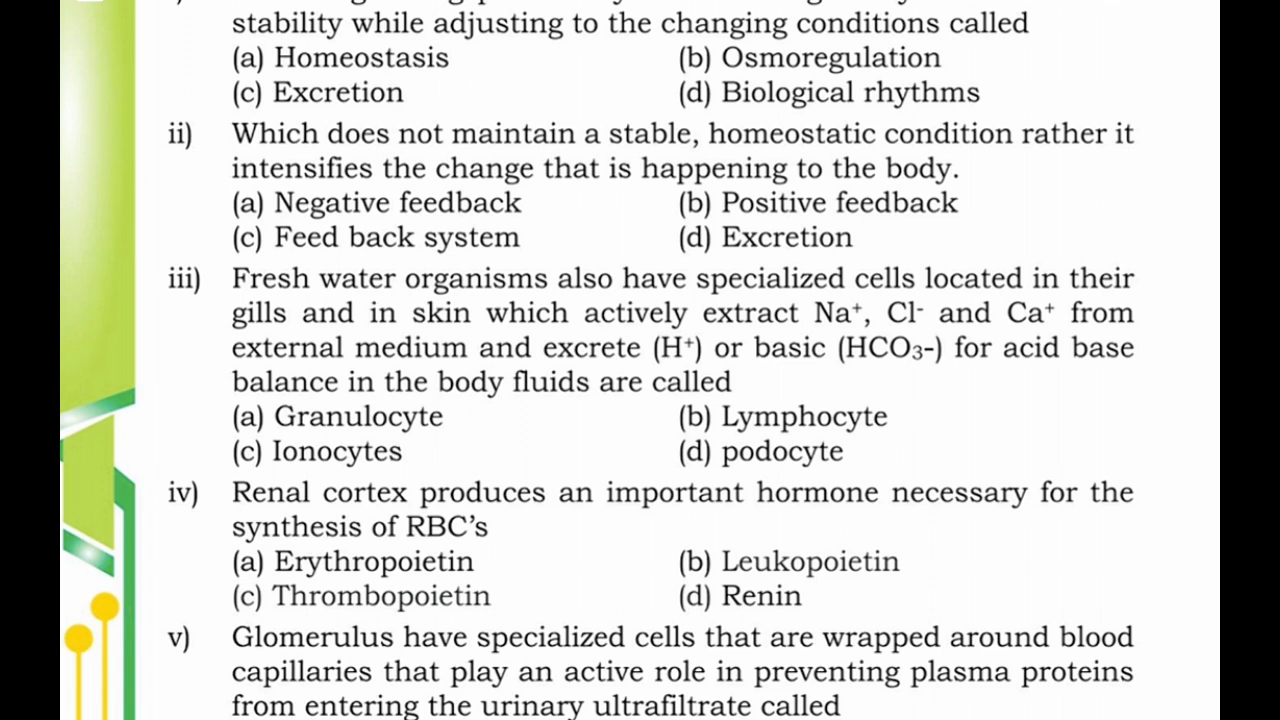 stability while adjusting to the changing conditions called
(a) Homeostasis (b) Osmoregulation
(c) Excretion (d) Biological rhythms
ii) Which does not maintain a stable, homeostatic condition rather it
intensifies the change that is happening to the body.
(a) Negative feedback (b) Positive feedback
(c) Feed back system (d) Excretion
iii) Fresh water organisms also have specialized cells located in their
gills and in skin which actively extract Na⁺, Cl⁻ and Ca⁺ from
external medium and excrete (H⁺) or basic (HCO₃-) for acid base
balance in the body fluids are called
(a) Granulocyte (b) Lymphocyte
(c) Ionocytes (d) podocyte
iv) Renal cortex produces an important hormone necessary for the
synthesis of RBC’s
(a) Erythropoietin (b) Leukopoietin
(c) Thrombopoietin (d) Renin
v) Glomerulus have specialized cells that are wrapped around blood
capillaries that play an active role in preventing plasma proteins
from entering the urinary ultrafiltrate called